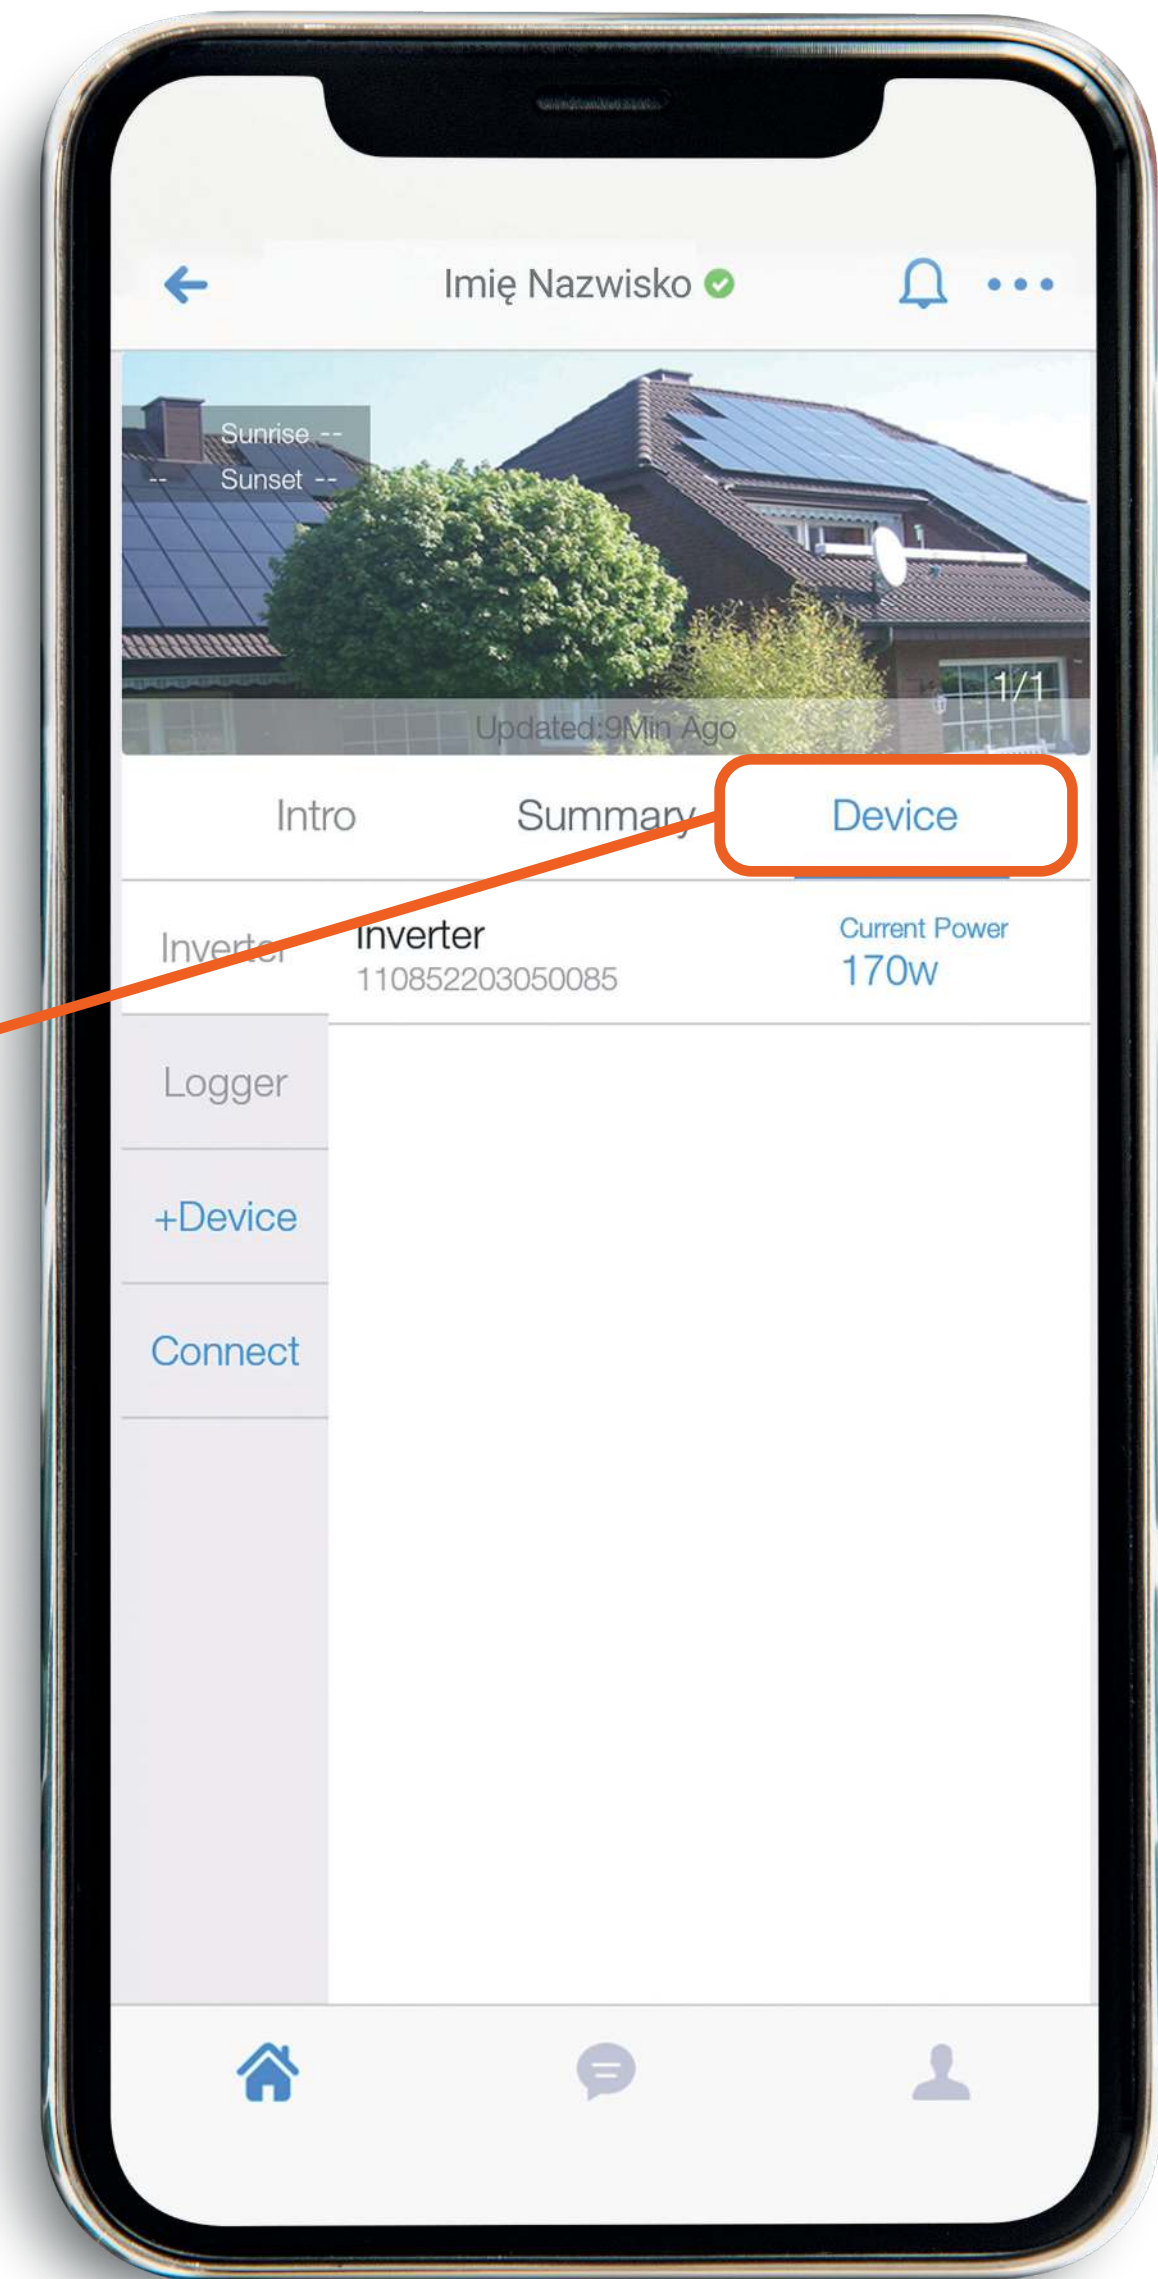 Imię Nazwisko
Sunrise --
-- Sunset --
1/1
Updated:9Min Ago
Intro Summary Device
Inverter
Inverter
110852203050085
Current Power
170w
Logger
+Device
Connect